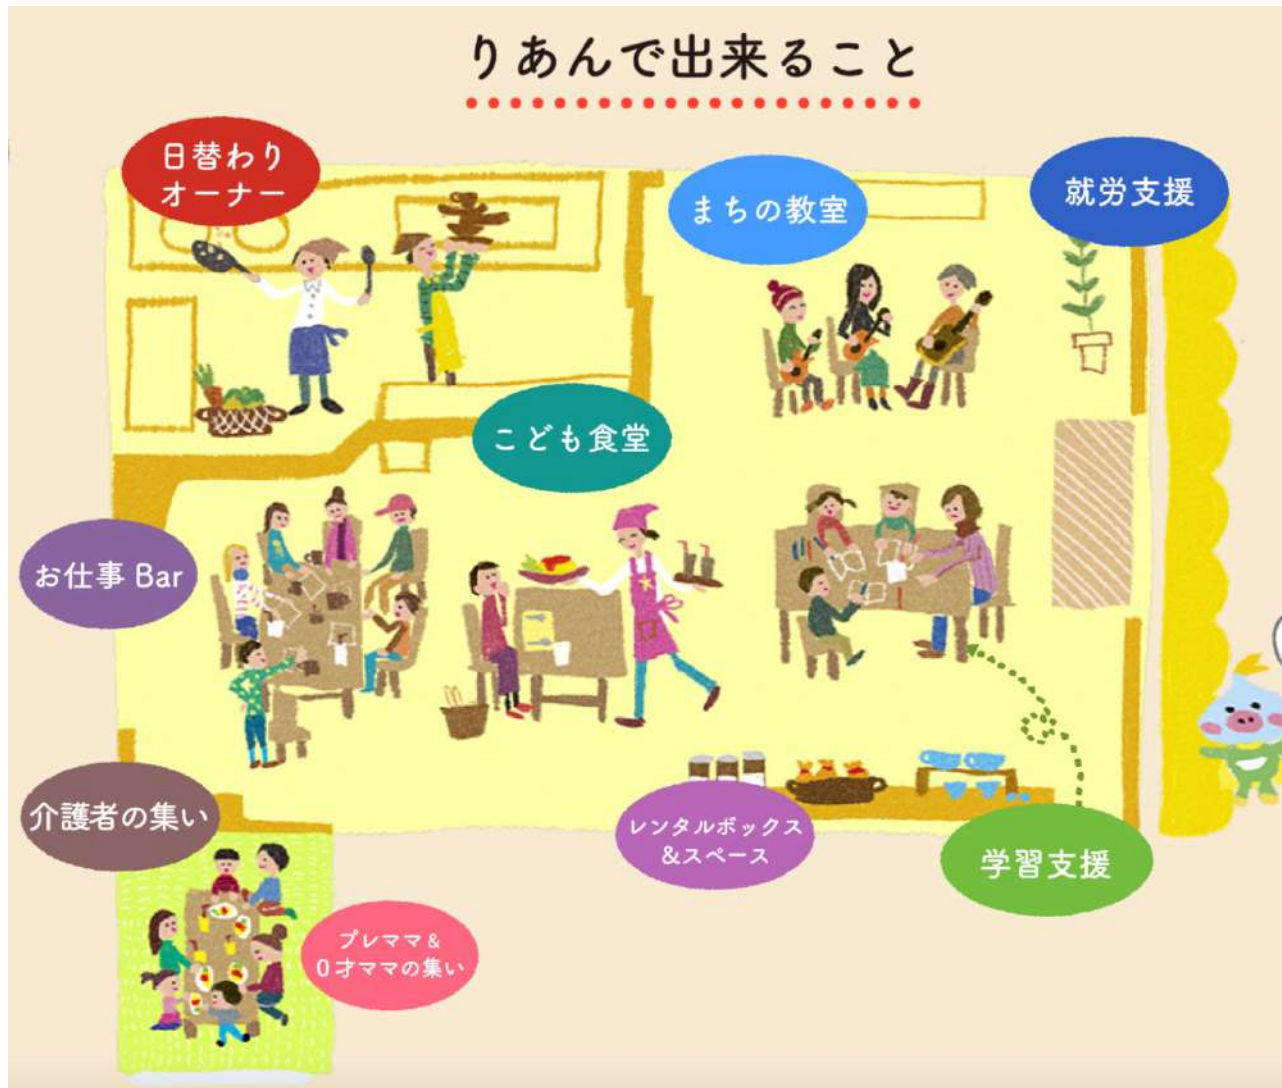 りあんで出来ること
日替わり
オーナー
まちの教室
就労支援
こども食堂
お仕事 Bar
介護者の集い
レンタルボックス
&スペース
学習支援
プレママ&
0才ママの集い